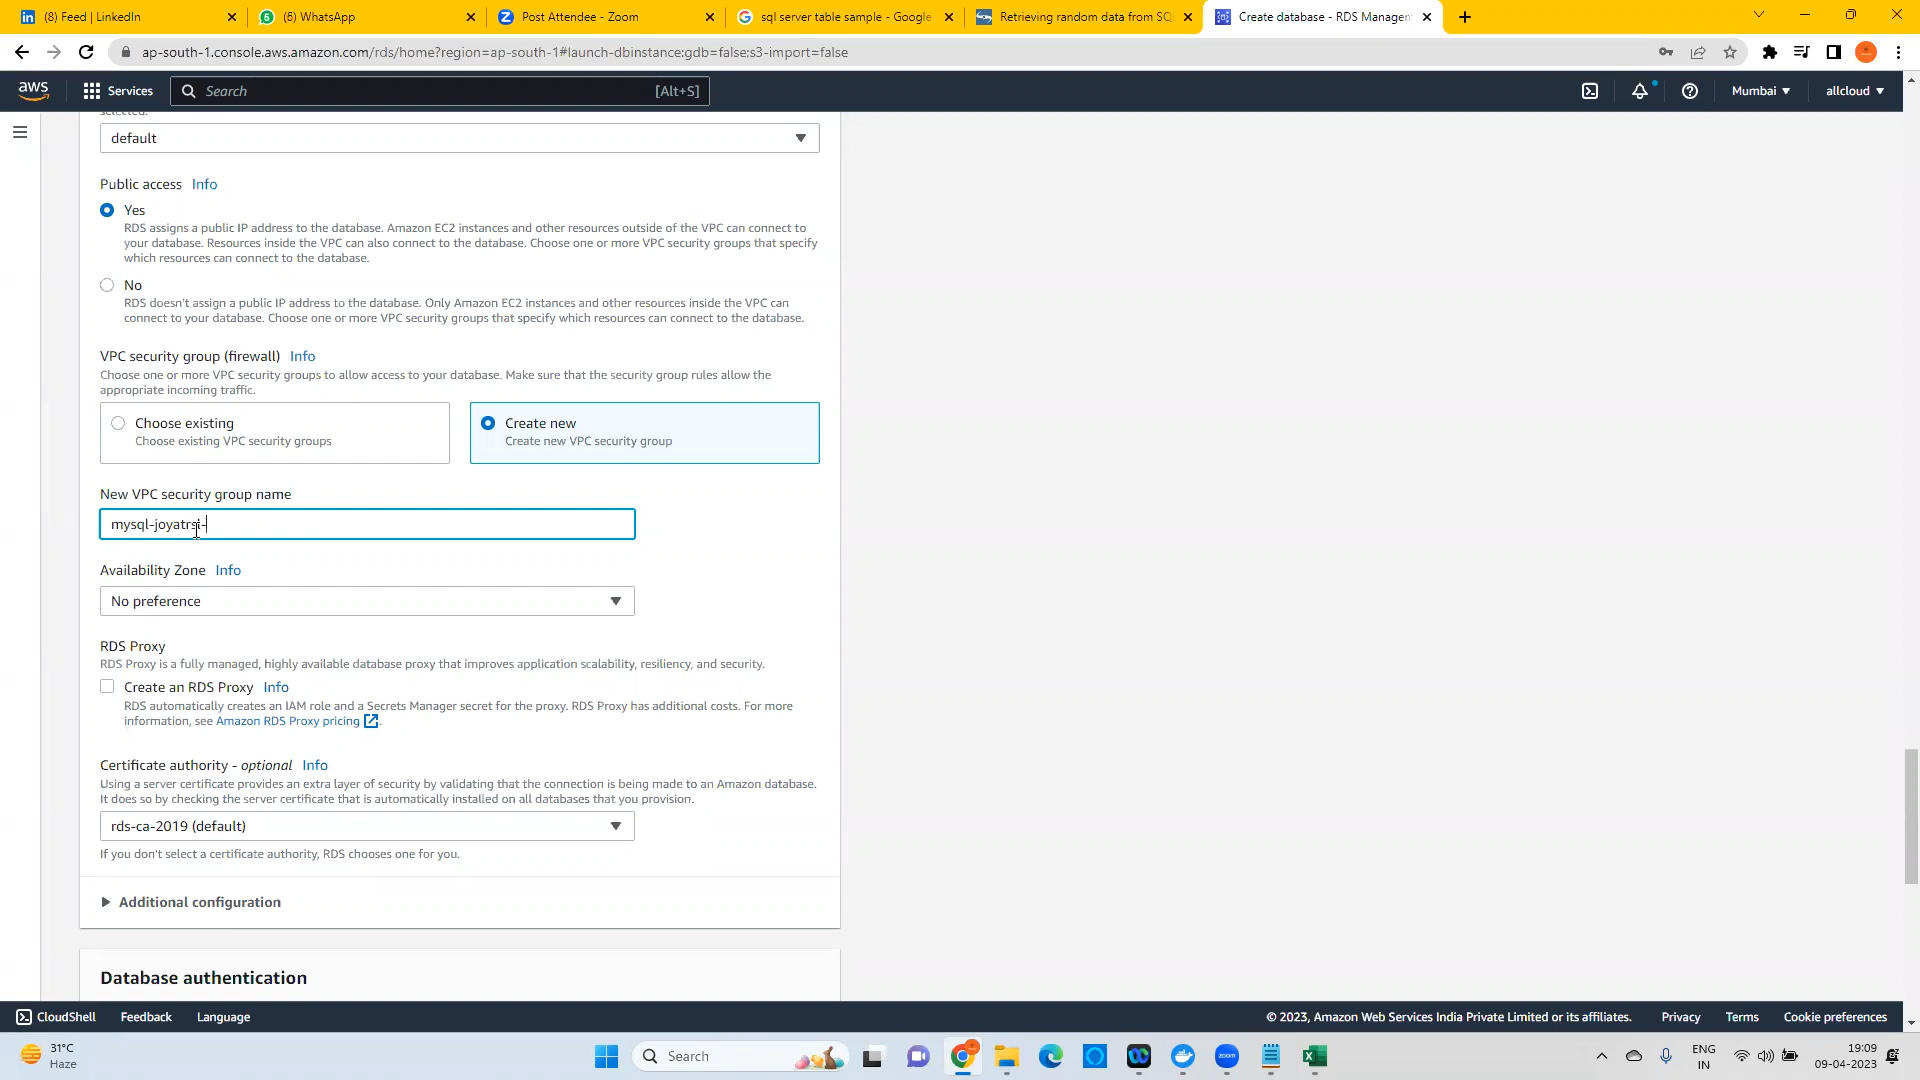 (8) Feed | LinkedIn
(6) WhatsApp
Post Attendee - Zoom
sql server table sample - Google
Retrieving random data from SQ
Create database - RDS Managem
ap-south-1.console.aws.amazon.com/rds/home?region=ap-south-1#launch-dbinstance:gdb=false;s3-import=false
aws
Services
Search
[Alt+S]
Mumbai
allcloud
selected.
default
Public access Info
Yes
RDS assigns a public IP address to the database. Amazon EC2 instances and other resources outside of the VPC can connect to
your database. Resources inside the VPC can also connect to the database. Choose one or more VPC security groups that specify
which resources can connect to the database.
No
RDS doesn't assign a public IP address to the database. Only Amazon EC2 instances and other resources inside the VPC can
connect to your database. Choose one or more VPC security groups that specify which resources can connect to the database.
VPC security group (firewall) Info
Choose one or more VPC security groups to allow access to your database. Make sure that the security group rules allow the
appropriate incoming traffic.
Choose existing
Choose existing VPC security groups
Create new
Create new VPC security group
New VPC security group name
mysql-joyatrsi-
Availability Zone Info
No preference
RDS Proxy
RDS Proxy is a fully managed, highly available database proxy that improves application scalability, resiliency, and security.
Create an RDS Proxy Info
RDS automatically creates an IAM role and a Secrets Manager secret for the proxy. RDS Proxy has additional costs. For more
information, see Amazon RDS Proxy pricing.
Certificate authority - optional Info
Using a server certificate provides an extra layer of security by validating that the connection is being made to an Amazon database.
It does so by checking the server certificate that is automatically installed on all databases that you provision.
rds-ca-2019 (default)
If you don't select a certificate authority, RDS chooses one for you.
Additional configuration
Database authentication
CloudShell
Feedback
Language
© 2023, Amazon Web Services India Private Limited or its affiliates.
Privacy
Terms
Cookie preferences
31°C
Haze
Search
zoom
ENG
IN
19:09
09-04-2023